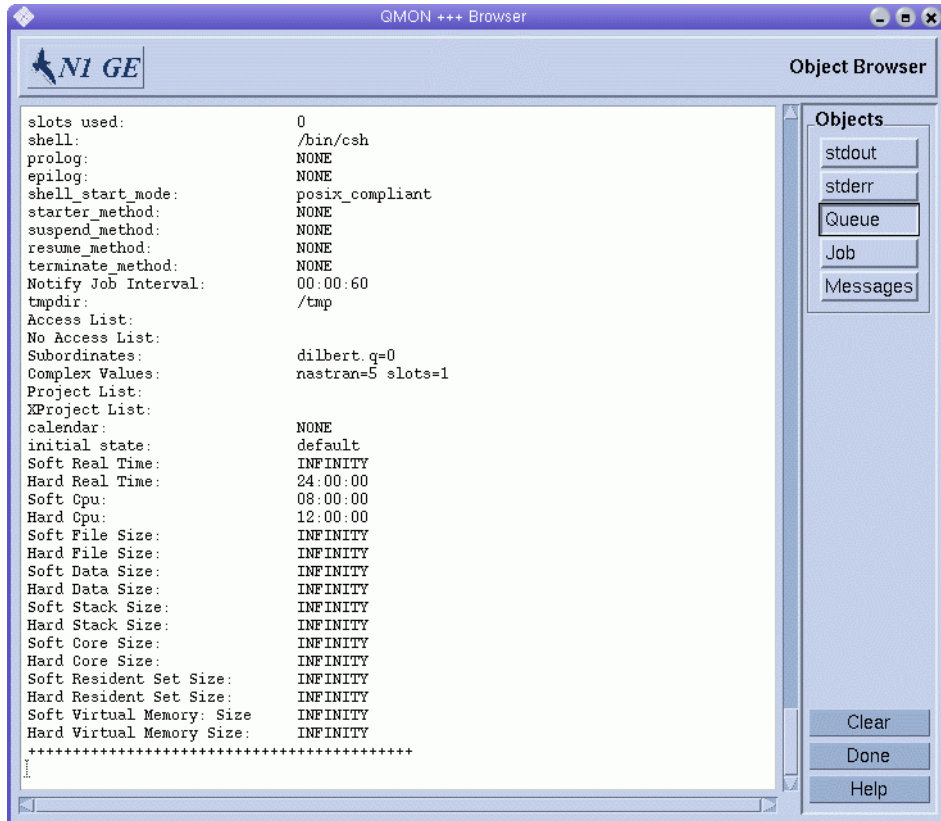 QMON +++ Browser
N1 GE
Object Browser
slots used: 0
shell: /bin/csh
prolog: NONE
epilog: NONE
shell_start_mode: posix_compliant
starter_method: NONE
suspend_method: NONE
resume_method: NONE
terminate_method: NONE
Notify Job Interval: 00:00:60
tmpdir: /tmp
Access List:
No Access List:
Subordinates: dilbert.q=0
Complex Values: nastran=5 slots=1
Project List:
XProject List:
calendar: NONE
initial state: default
Soft Real Time: INFINITY
Hard Real Time: 24:00:00
Soft Cpu: 08:00:00
Hard Cpu: 12:00:00
Soft File Size: INFINITY
Hard File Size: INFINITY
Soft Data Size: INFINITY
Hard Data Size: INFINITY
Soft Stack Size: INFINITY
Hard Stack Size: INFINITY
Soft Core Size: INFINITY
Hard Core Size: INFINITY
Soft Resident Set Size: INFINITY
Hard Resident Set Size: INFINITY
Soft Virtual Memory: Size INFINITY
Hard Virtual Memory Size: INFINITY
+++++++++++++++++++++++++++++++++++++++++++
Objects
stdout
stderr
Queue
Job
Messages
Clear
Done
Help